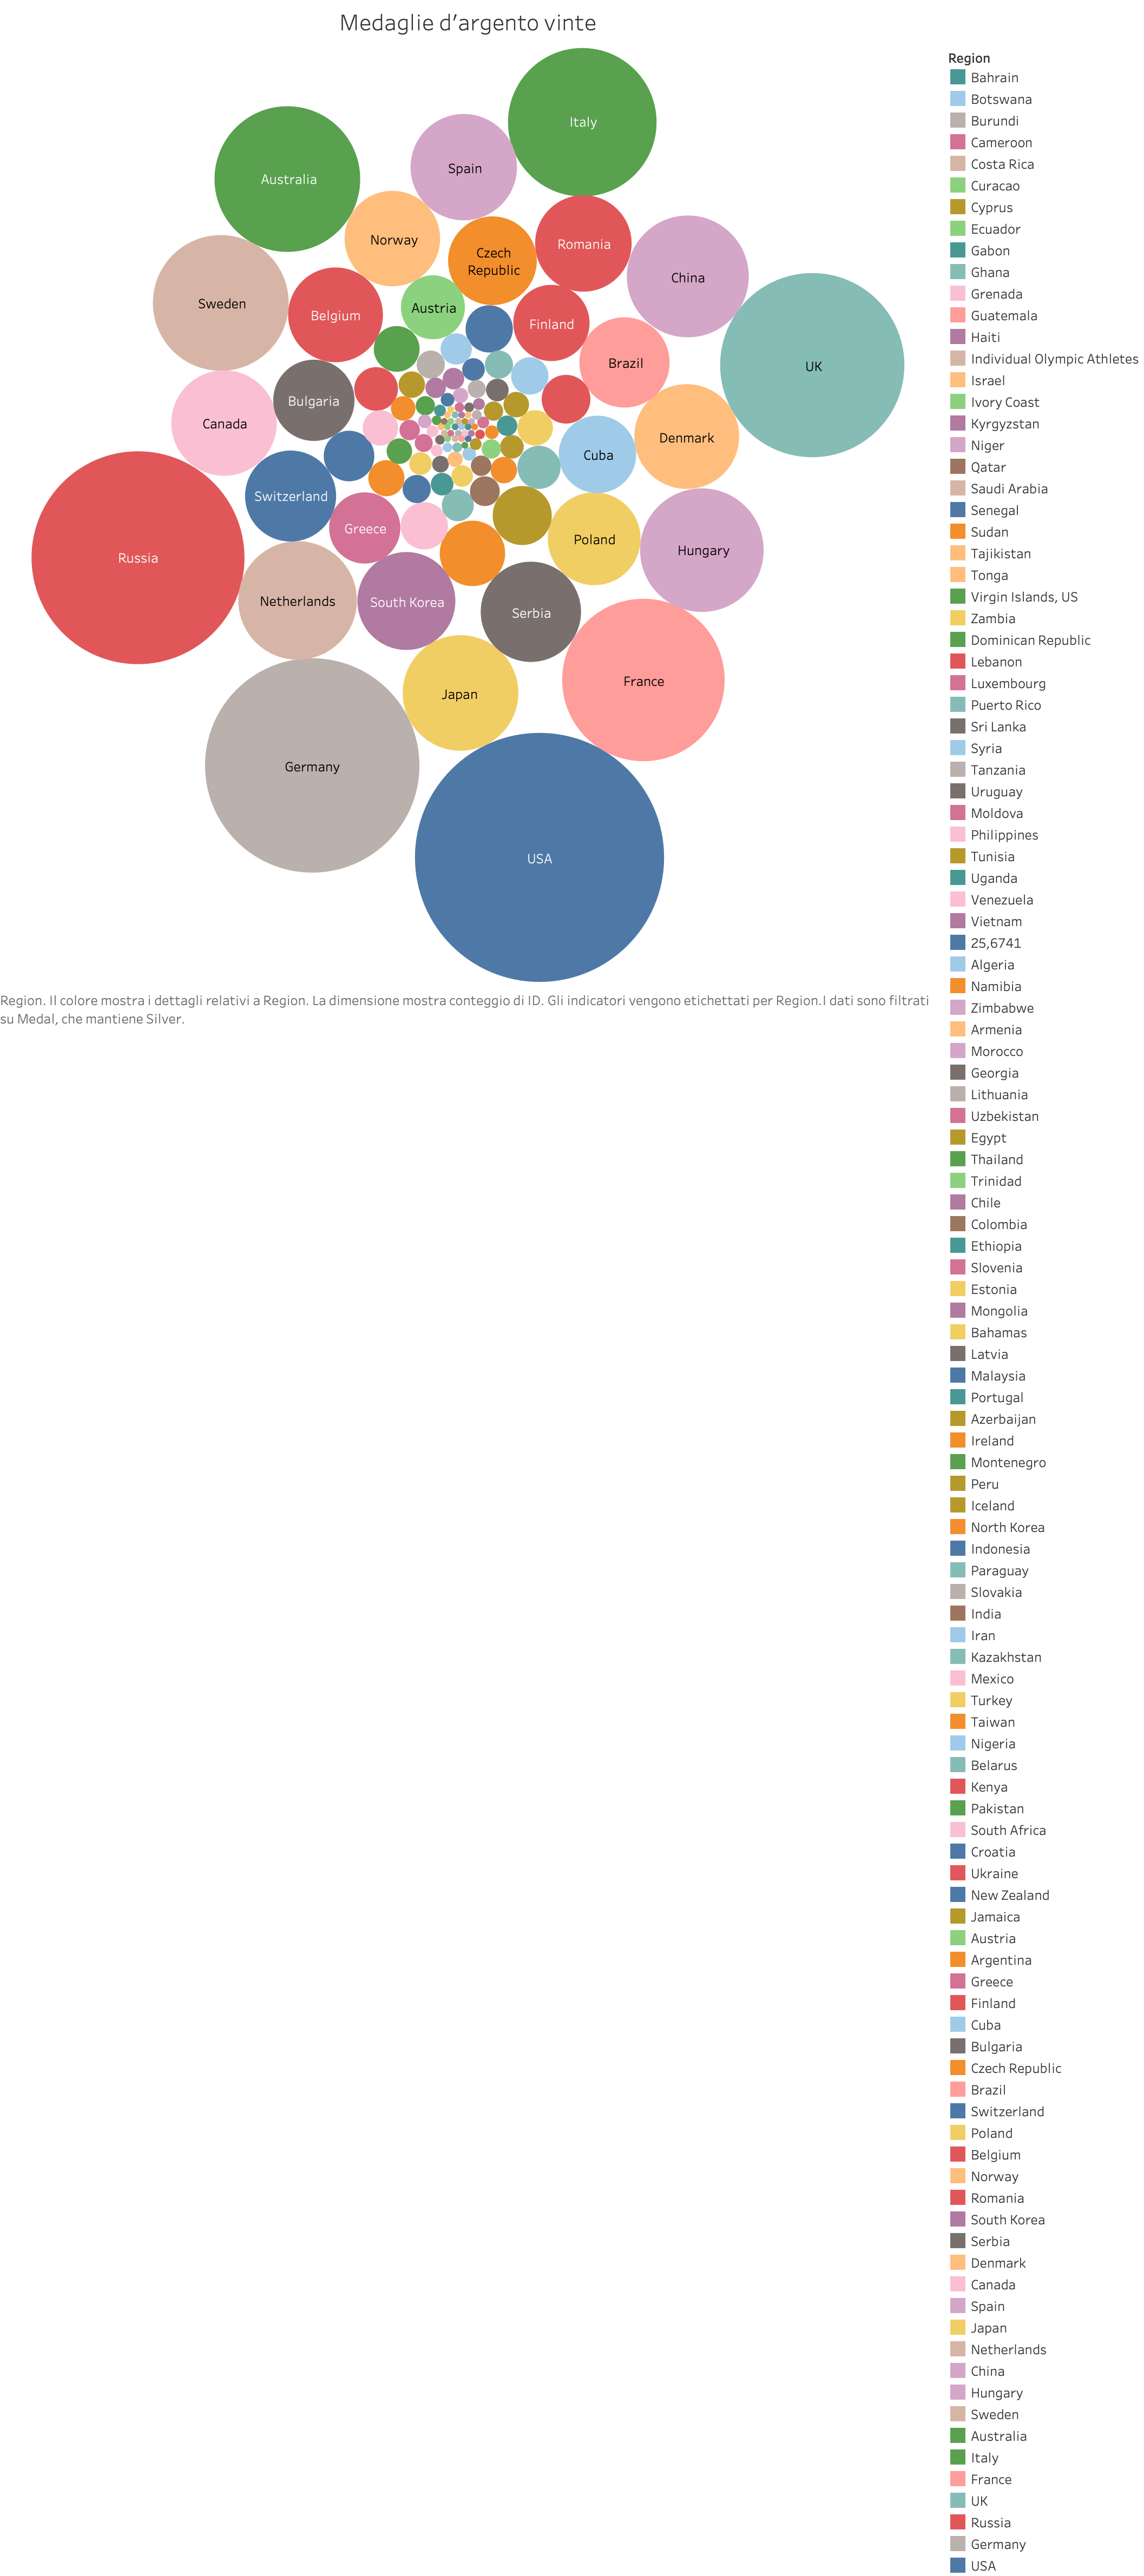 Medaglie d'argento vinte
Italy
Australia
Spain
Norway
Czech
Republic
Romania
China
Sweden
Austria
Belgium
Finland
UK
Brazil
Bulgaria
Canada
Denmark
Cuba
Switzerland
Greece
Poland
Hungary
Russia
Netherlands
South Korea
Serbia
France
Japan
Germany
USA
Region. Il colore mostra i dettagli relativi a Region. La dimensione mostra conteggio di ID. Gli indicatori vengono etichettati per Region.I dati sono filtrati
su Medal, che mantiene Silver.
Region
Bahrain
Botswana
Burundi
Cameroon
Costa Rica
Curacao
Cyprus
Ecuador
Gabon
Ghana
Grenada
Guatemala
Haiti
Individual Olympic Athletes
Israel
Ivory Coast
Kyrgyzstan
Niger
Qatar
Saudi Arabia
Senegal
Sudan
Tajikistan
Tonga
Virgin Islands, US
Zambia
Dominican Republic
Lebanon
Luxembourg
Puerto Rico
Sri Lanka
Syria
Tanzania
Uruguay
Moldova
Philippines
Tunisia
Uganda
Venezuela
Vietnam
25,6741
Algeria
Namibia
Zimbabwe
Armenia
Morocco
Georgia
Lithuania
Uzbekistan
Egypt
Thailand
Trinidad
Chile
Colombia
Ethiopia
Slovenia
Estonia
Mongolia
Bahamas
Latvia
Malaysia
Portugal
Azerbaijan
Ireland
Montenegro
Peru
Iceland
North Korea
Indonesia
Paraguay
Slovakia
India
Iran
Kazakhstan
Mexico
Turkey
Taiwan
Nigeria
Belarus
Kenya
Pakistan
South Africa
Croatia
Ukraine
New Zealand
Jamaica
Austria
Argentina
Greece
Finland
Cuba
Bulgaria
Czech Republic
Brazil
Switzerland
Poland
Belgium
Norway
Romania
South Korea
Serbia
Denmark
Canada
Spain
Japan
Netherlands
China
Hungary
Sweden
Australia
Italy
France
UK
Russia
Germany
USA